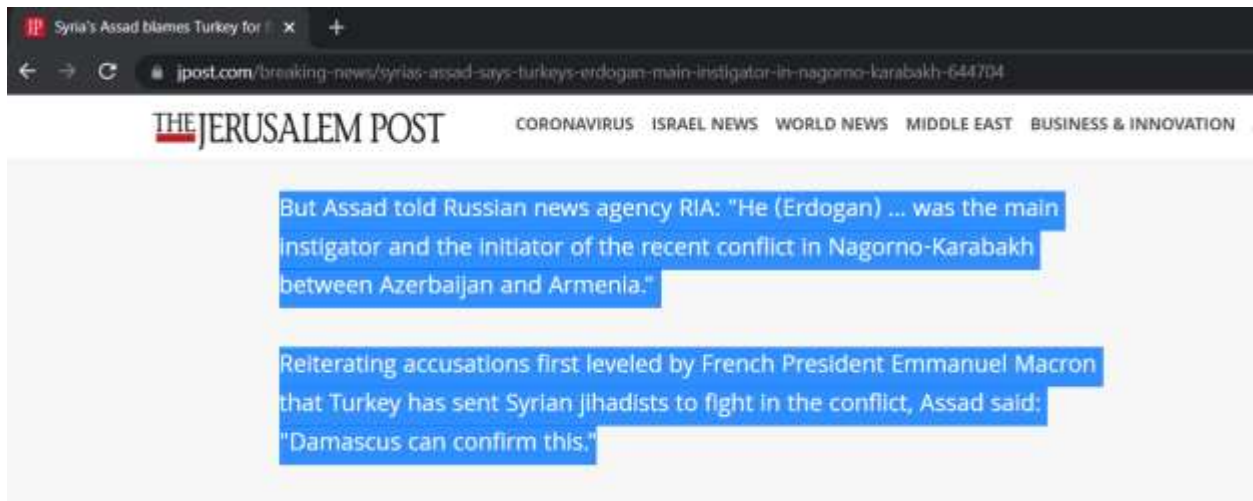 Syria's Assad blames Turkey for
jpost.com/breaking-news/syrias-assad-says-turkeys-erdogan-main-instigator-in-nagorno-karabakh-644704
THE JERUSALEM POST CORONAVIRUS ISRAEL NEWS WORLD NEWS MIDDLE EAST BUSINESS & INNOVATION
But Assad told Russian news agency RIA: "He (Erdogan) ... was the main
instigator and the initiator of the recent conflict in Nagorno-Karabakh
between Azerbaijan and Armenia."
Reiterating accusations first leveled by French President Emmanuel Macron
that Turkey has sent Syrian jihadists to fight in the conflict, Assad said:
"Damascus can confirm this."